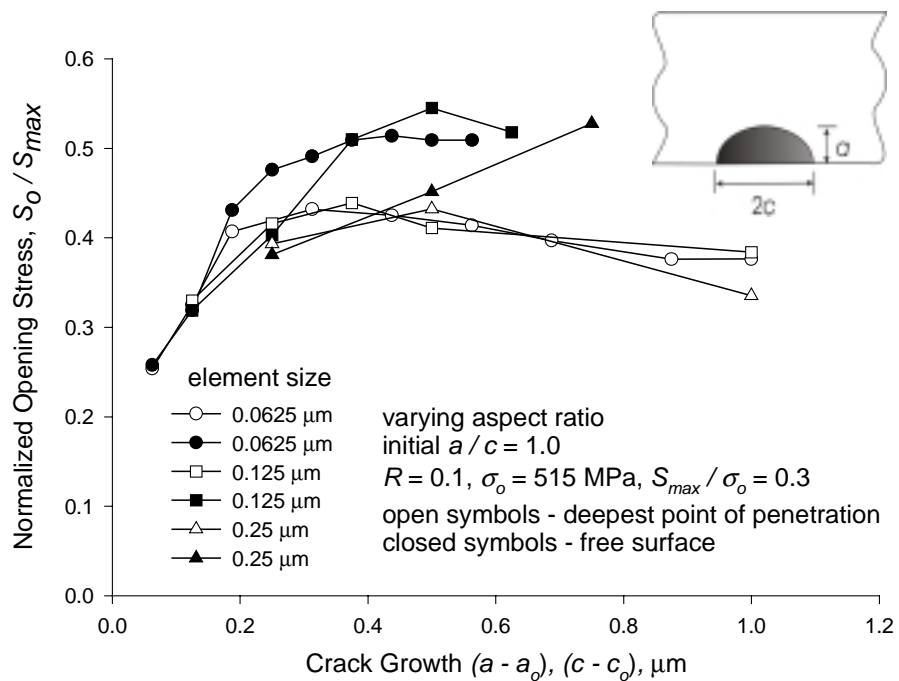 Normalized Opening Stress, So / Smax
0.7
0.6
0.5
0.4
0.3
0.2
0.1
0.0
0.0 0.2 0.4 0.6 0.8 1.0 1.2
Crack Growth (a - ao), (c - co), μm
a
2c
element size
0.0625 μm
0.0625 μm
0.125 μm
0.125 μm
0.25 μm
0.25 μm
varying aspect ratio
initial a / c = 1.0
R = 0.1, σo = 515 MPa, Smax / σo = 0.3
open symbols - deepest point of penetration
closed symbols - free surface